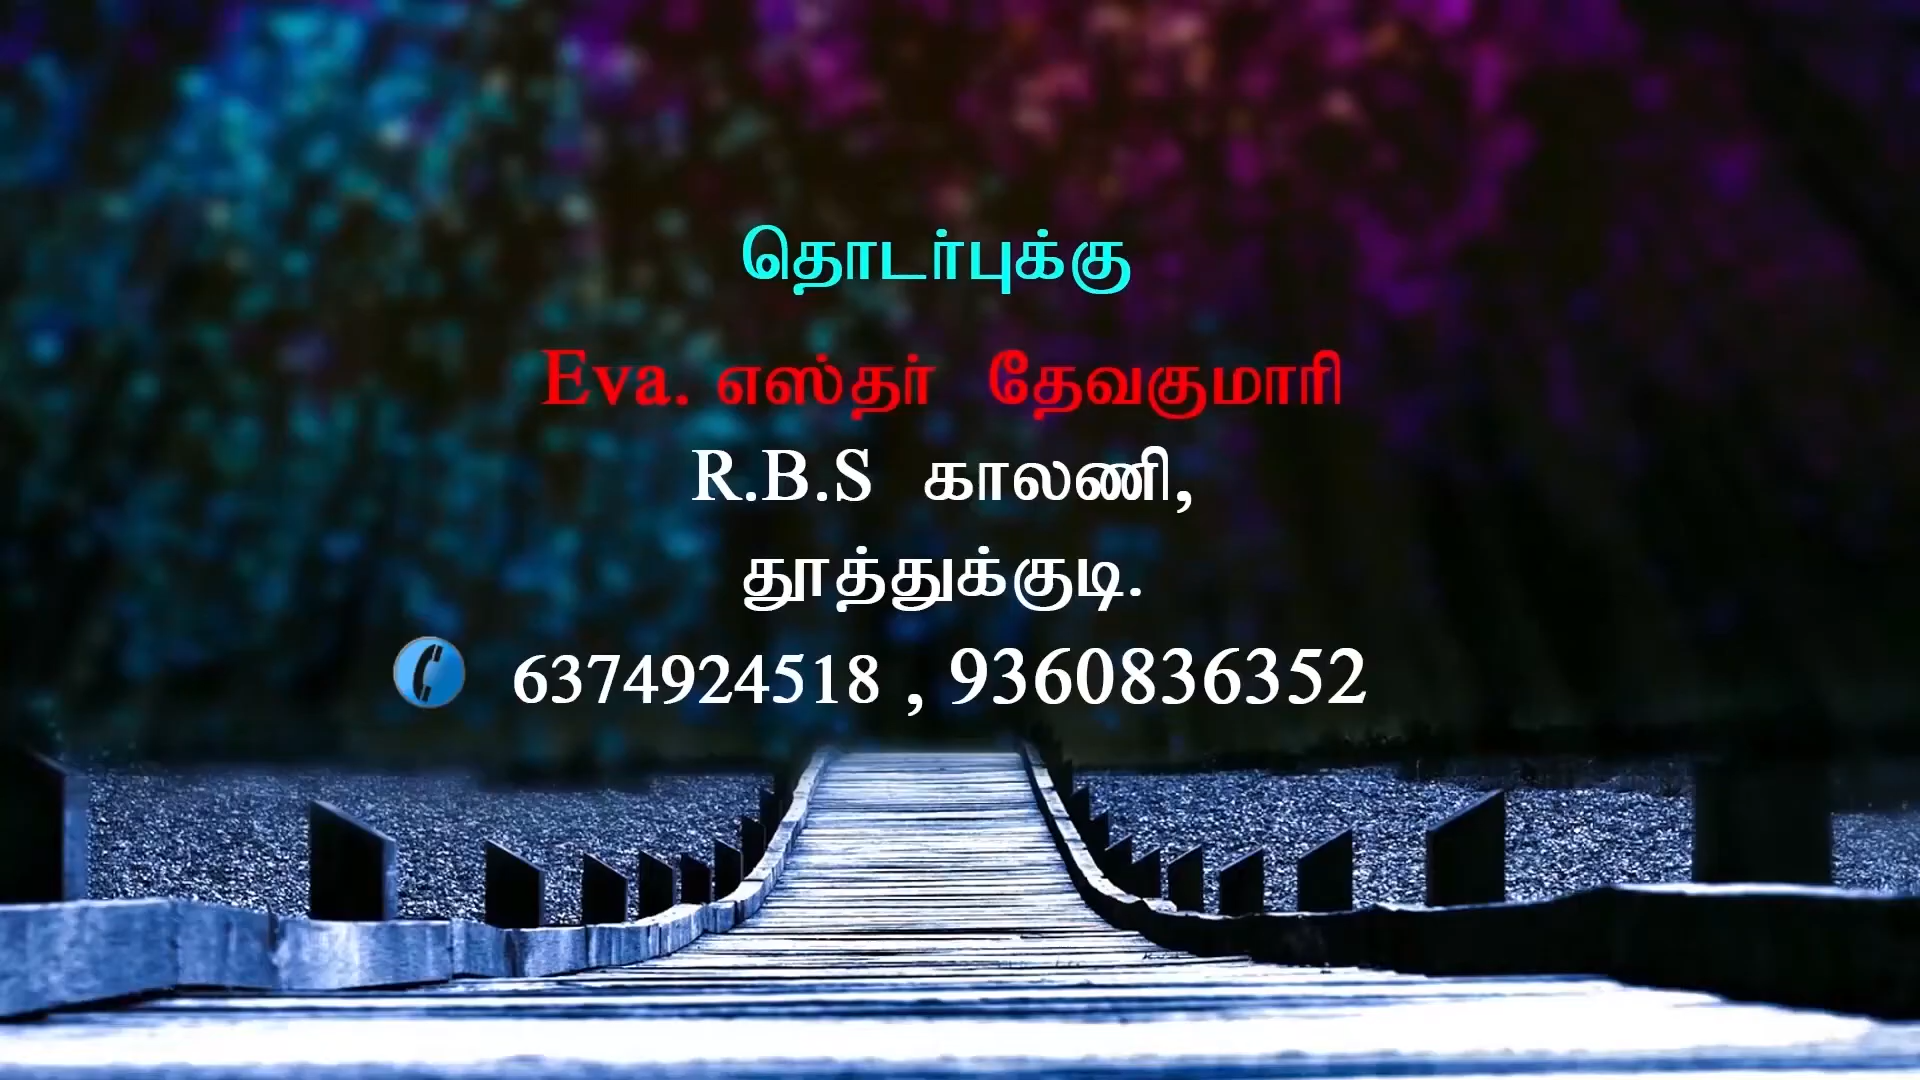 தொடர்புக்கு
Eva. எஸ்தர் தேவகுமாரி
R.B.S காலணி,
தூத்துக்குடி.
6374924518 , 9360836352